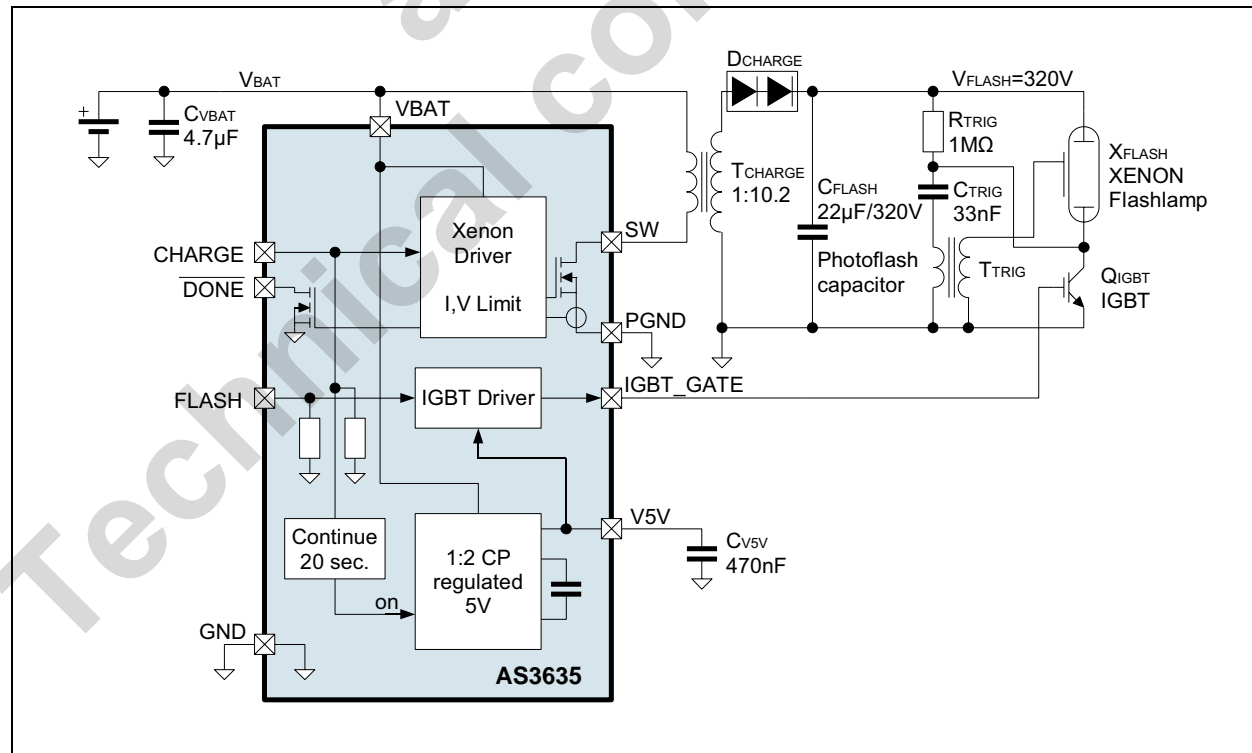 DCHARGE
VBAT
VFLASH=320V
+
CVBAT
4.7µF
VBAT
RTRIG
1MΩ
XFLASH
XENON
Flashlamp
TCHARGE
1:10.2
CFLASH
22µF/320V
CTRIG
33nF
Xenon
Driver
I,V Limit
SW
CHARGE
DONE
Photoflash
capacitor
TTRIG
QIGBT
IGBT
PGND
IGBT_GATE
FLASH
IGBT Driver
V5V
CV5V
470nF
Continue
20 sec.
1:2 CP
regulated
5V
on
GND
AS3635
Technical con